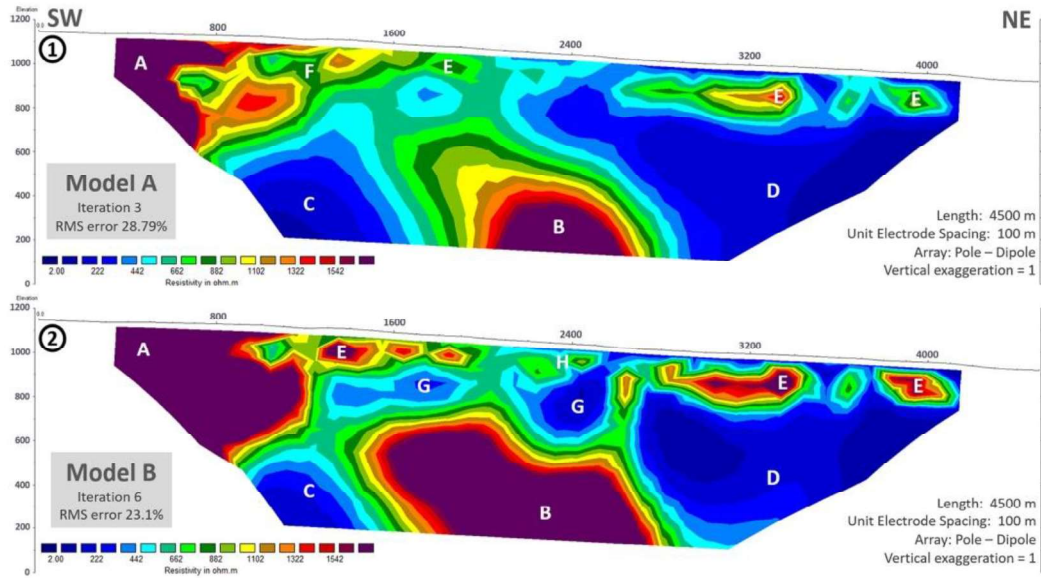 SW
NE
Elevation
1200
1000
800
600
400
200
0
0.0
800
1600
2400
3200
4000
1
A
F
E
E
E
C
B
D
Model A
Iteration 3
RMS error 28.79%
Length: 4500 m
Unit Electrode Spacing: 100 m
Array: Pole – Dipole
Vertical exaggeration = 1
2.00 222 442 662 882 1102 1322 1542
Resistivity in ohm.m
Elevation
1200
1000
800
600
400
200
0
0.0
800
1600
2400
3200
4000
2
A
E
H
G
G
E
E
C
B
D
Model B
Iteration 6
RMS error 23.1%
Length: 4500 m
Unit Electrode Spacing: 100 m
Array: Pole – Dipole
Vertical exaggeration = 1
2.00 222 442 662 882 1102 1322 1542
Resistivity in ohm.m